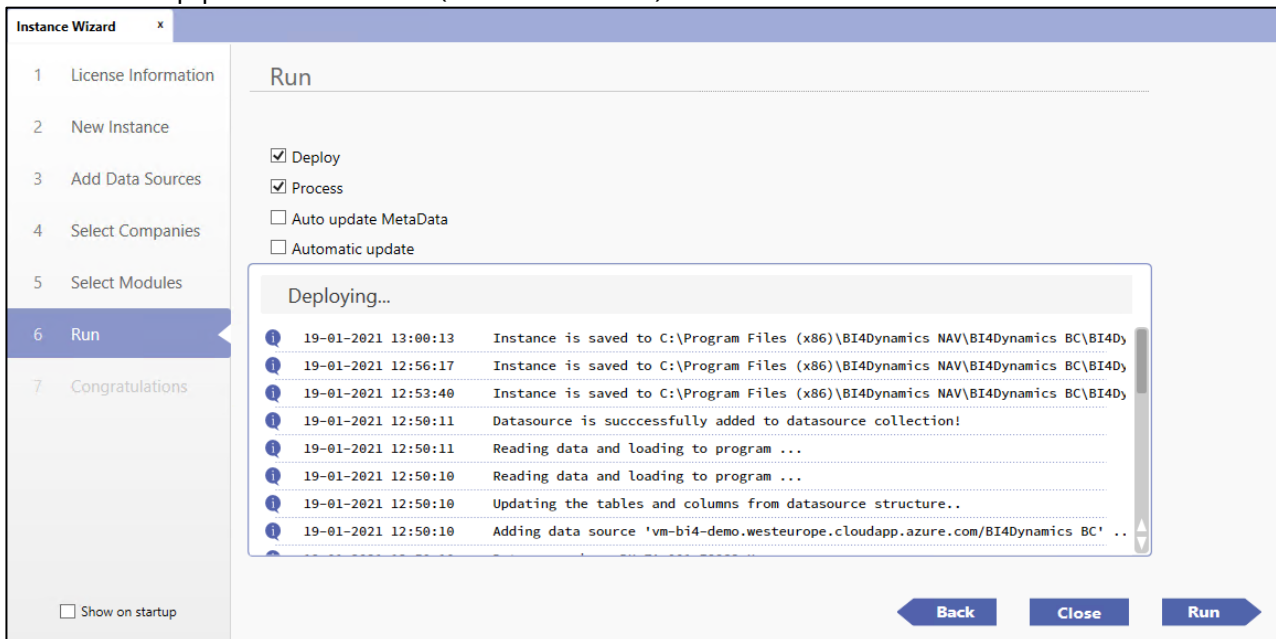 Instance Wizard x
1 License Information
2 New Instance
3 Add Data Sources
4 Select Companies
5 Select Modules
6 Run
7 Congratulations
Show on startup
Run
Deploy
Process
Auto update MetaData
Automatic update
Deploying...
19-01-2021 13:00:13 Instance is saved to C:\Program Files (x86)\BI4Dynamics NAV\BI4Dynamics BC\BI4Dy
19-01-2021 12:56:17 Instance is saved to C:\Program Files (x86)\BI4Dynamics NAV\BI4Dynamics BC\BI4Dy
19-01-2021 12:53:40 Instance is saved to C:\Program Files (x86)\BI4Dynamics NAV\BI4Dynamics BC\BI4Dy
19-01-2021 12:50:11 Datasource is succcessfully added to datasource collection!
19-01-2021 12:50:11 Reading data and loading to program ...
19-01-2021 12:50:10 Reading data and loading to program ...
19-01-2021 12:50:10 Updating the tables and columns from datasource structure..
19-01-2021 12:50:10 Adding data source 'vm-bi4-demo.westeurope.cloudapp.azure.com/BI4Dynamics BC' ..
Back Close Run